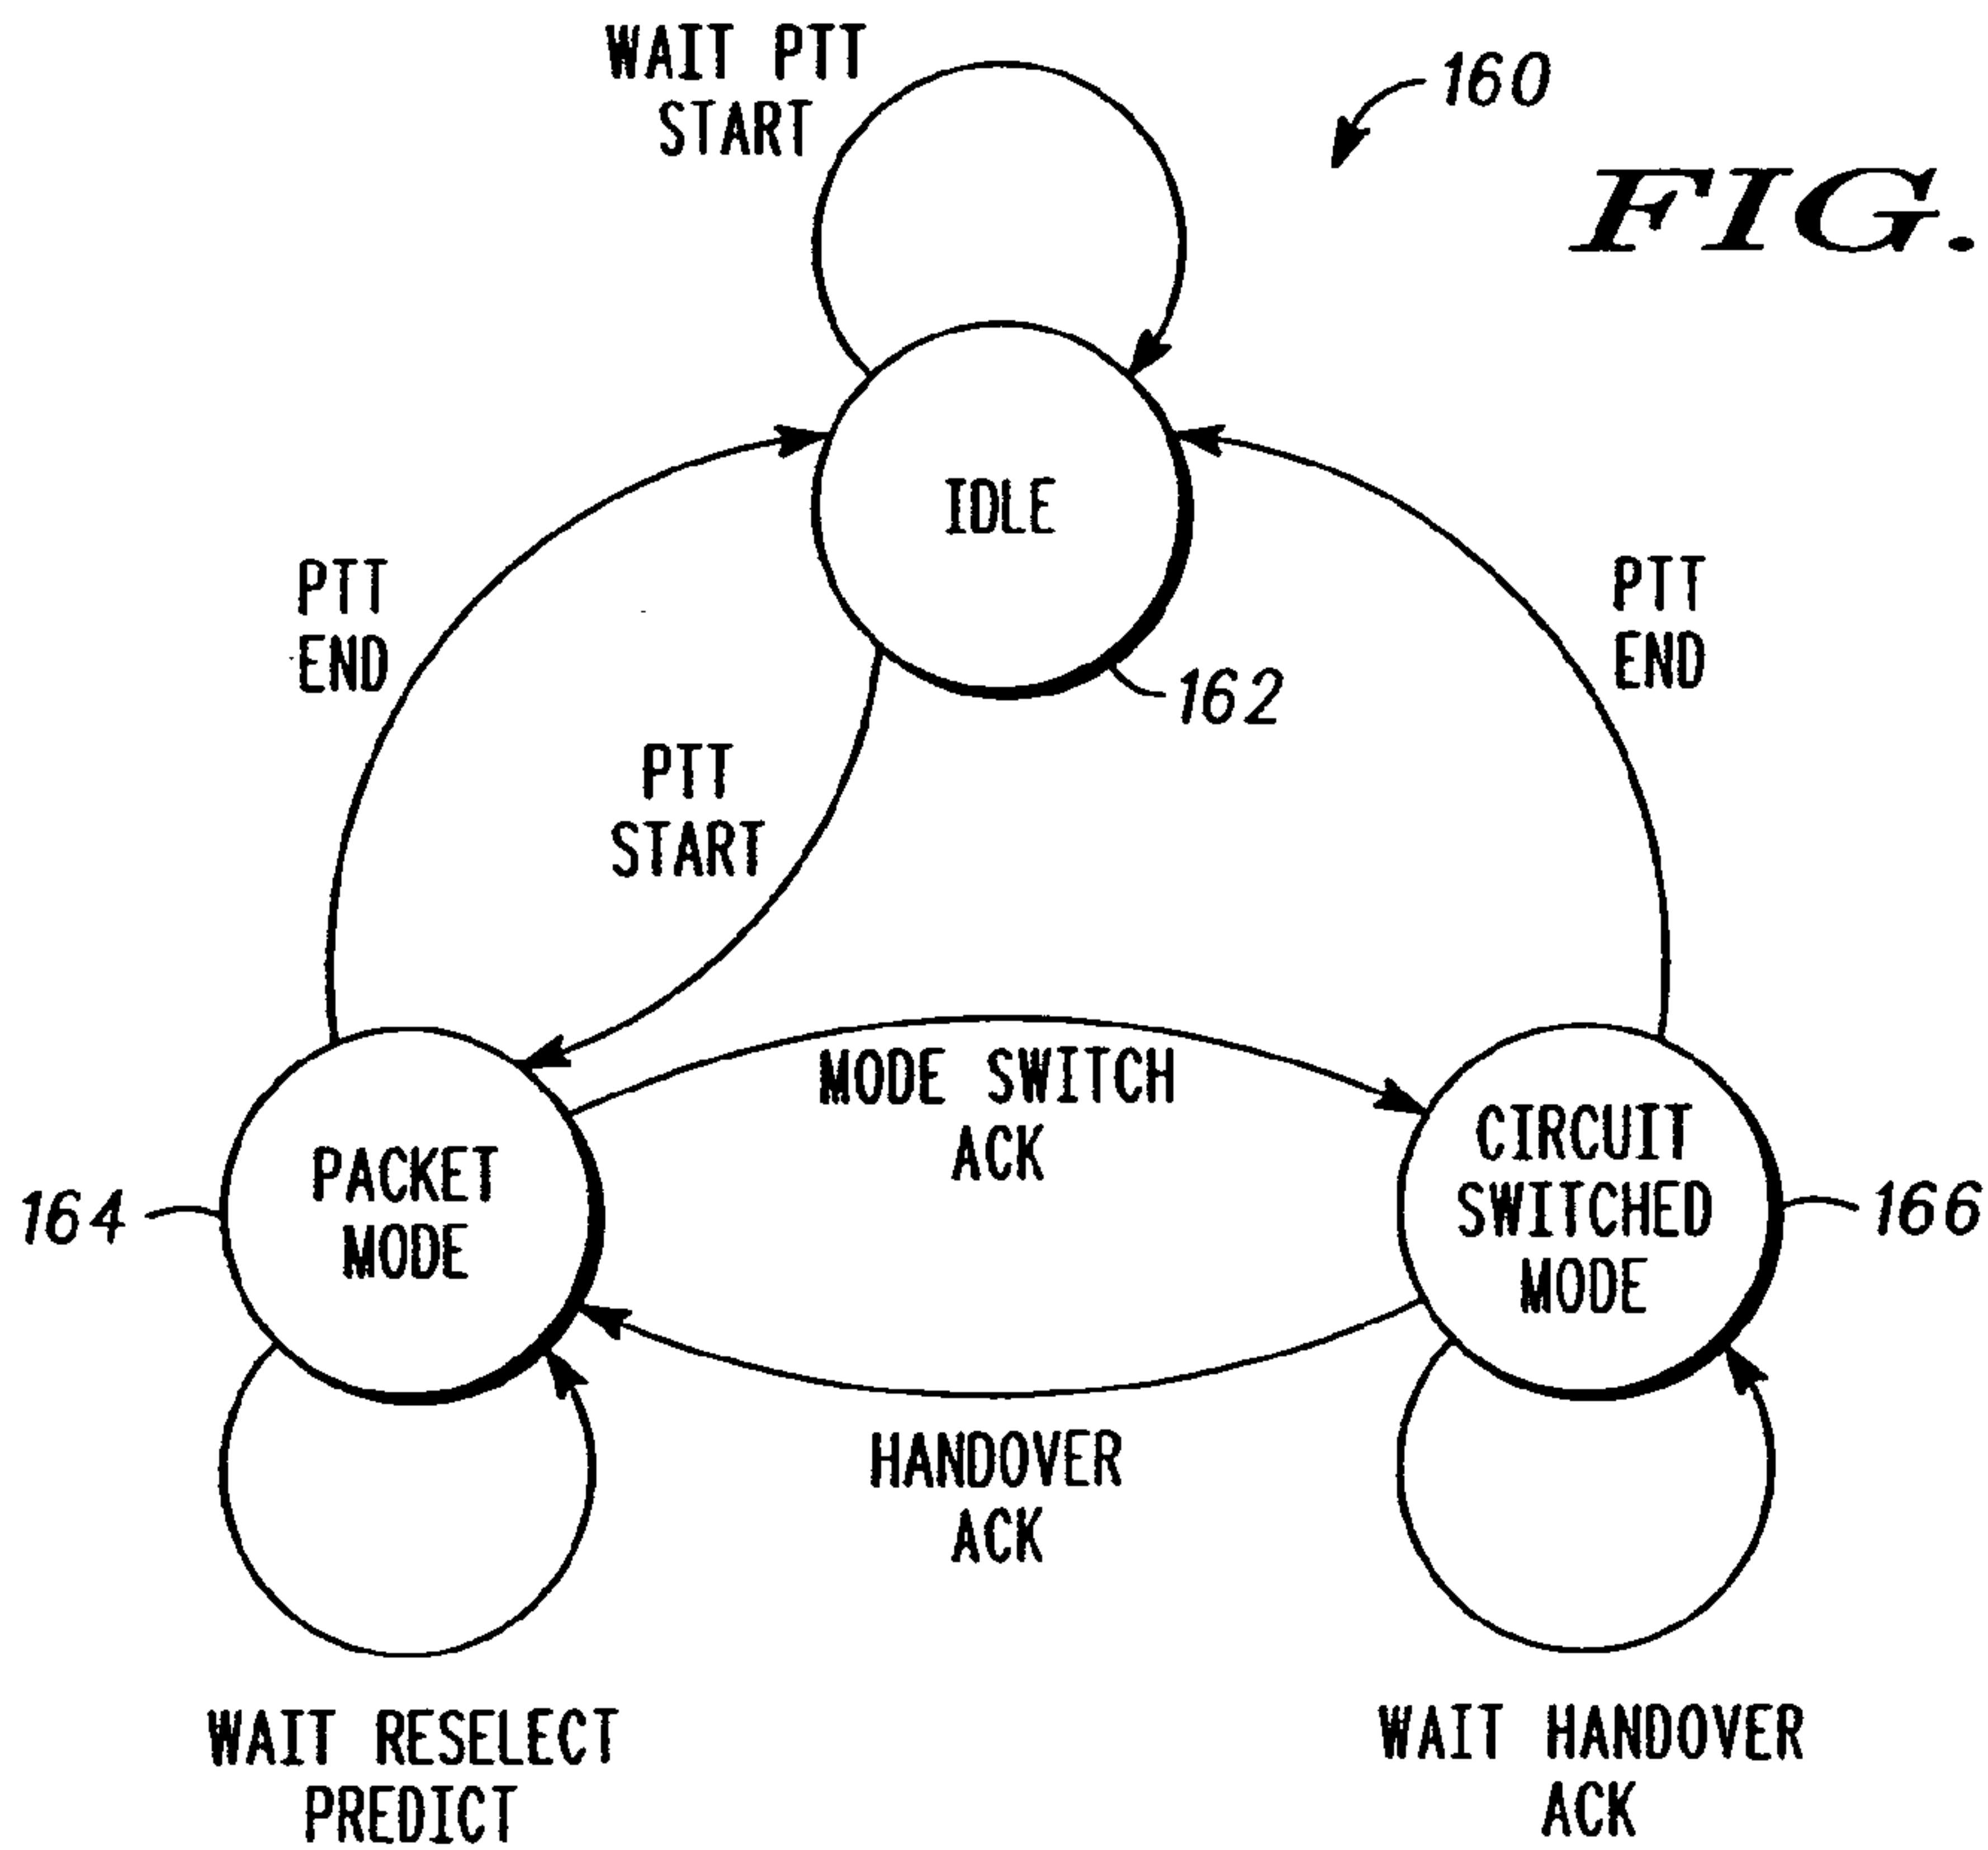 WAIT PTT
START
160
FIG.
IDLE
PTT
END
PTT
END
162
PTT
START
MODE SWITCH
ACK
PACKET
MODE
CIRCUIT
SWITCHED
MODE
164
166
HANDOVER
ACK
WAIT RESELECT
PREDICT
WAIT HANDOVER
ACK